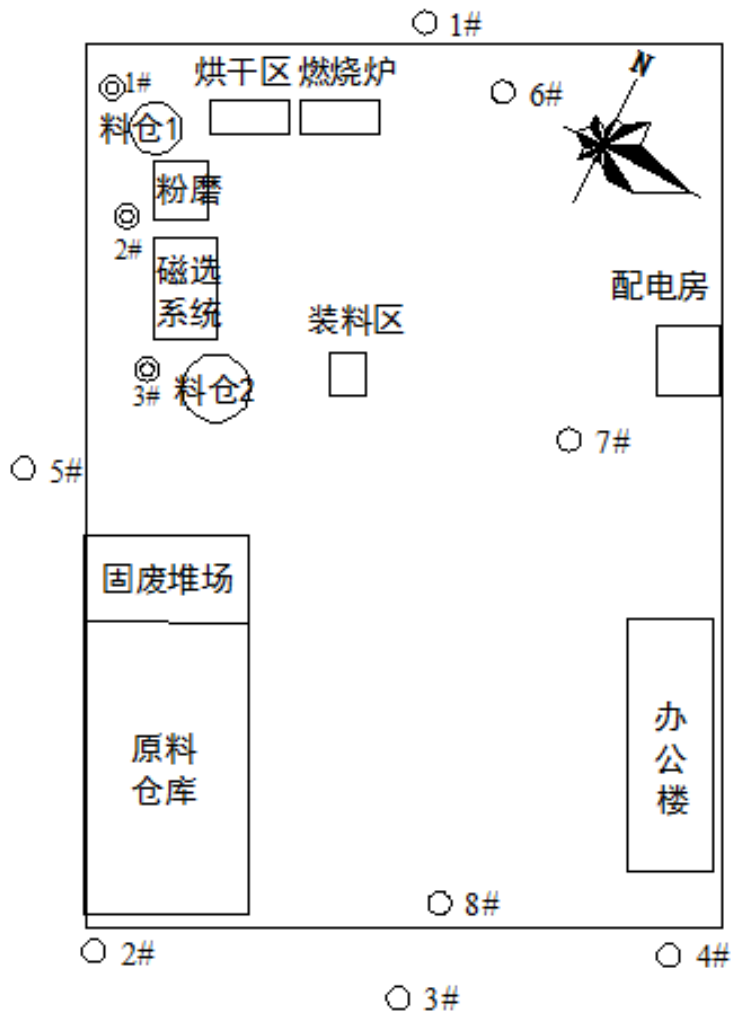 1#
烘干区 燃烧炉
N
1#
6#
料仓1
粉磨
2#
磁选
系统
配电房
装料区
3#
料仓2
7#
5#
固废堆场
原料
仓库
办
公
楼
8#
2#
4#
3#